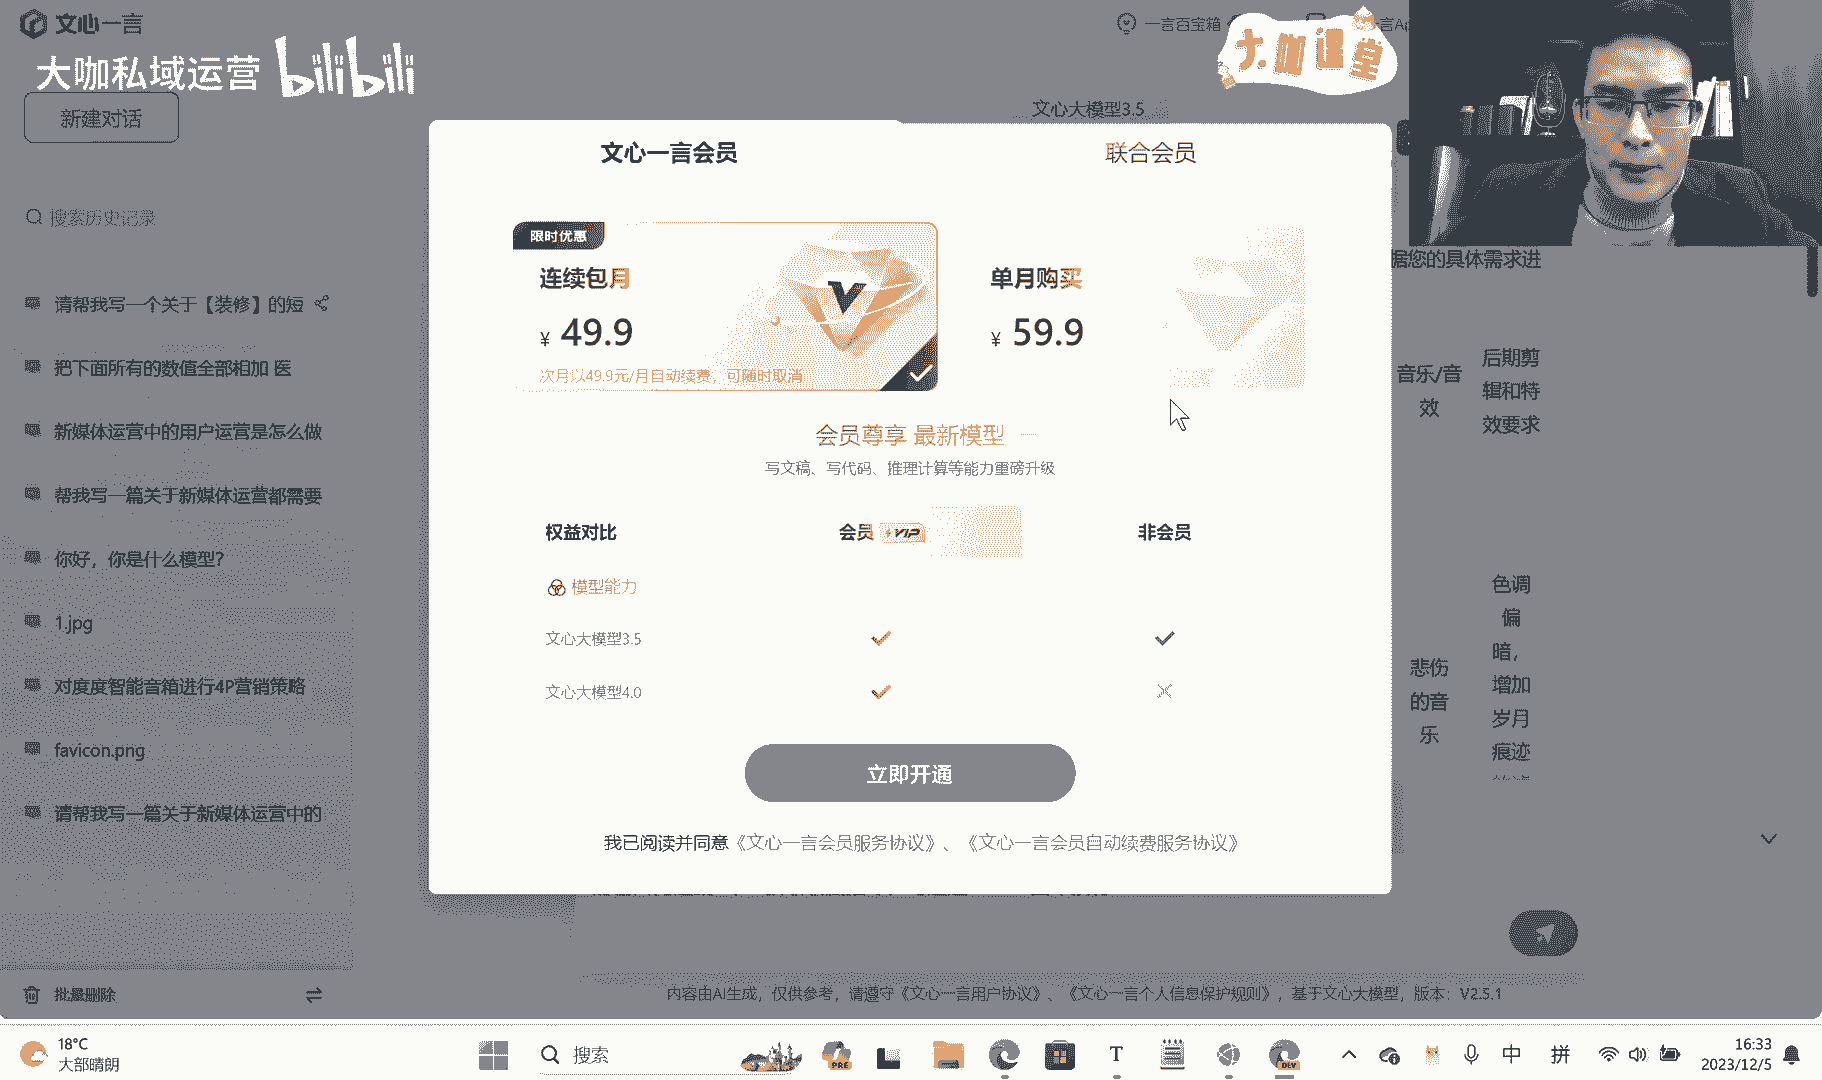 文心一言
一言百宝箱
言Ap
大咖私域运营 bilibili
大咖课堂
新建对话
文心大模型3.5
文心一言会员
联合会员
搜索历史记录
限时优惠
连续包月
¥ 49.9
次月以49.9元/月自动续费，可随时取消
单月购买
¥ 59.9
据您的具体需求进
请帮我写一个关于【装修】的短
把下面所有的数值全部相加 医
新媒体运营中的用户运营是怎么做
帮我写一篇关于新媒体运营都需要
你好，你是什么模型？
1.jpg
对度度智能音箱进行4P营销策略
favicon.png
请帮我写一篇关于新媒体运营中的
会员尊享 最新模型
写文稿、写代码、推理计算等能力重磅升级
权益对比
会员 VIP
非会员
模型能力
文心大模型3.5
文心大模型4.0
立即开通
我已阅读并同意《文心一言会员服务协议》、《文心一言会员自动续费服务协议》
音乐/音
效
后期剪
辑和特
效要求
悲伤
的音
乐
色调
偏
暗，
增加
岁月
痕迹
批量删除
内容由AI生成，仅供参考，请遵守《文心一言用户协议》、《文心一言个人信息保护规则》，基于文心大模型，版本：V2.5.1
18°C
大部晴朗
搜索
PRE
T
DEV
中
拼
16:33
2023/12/5